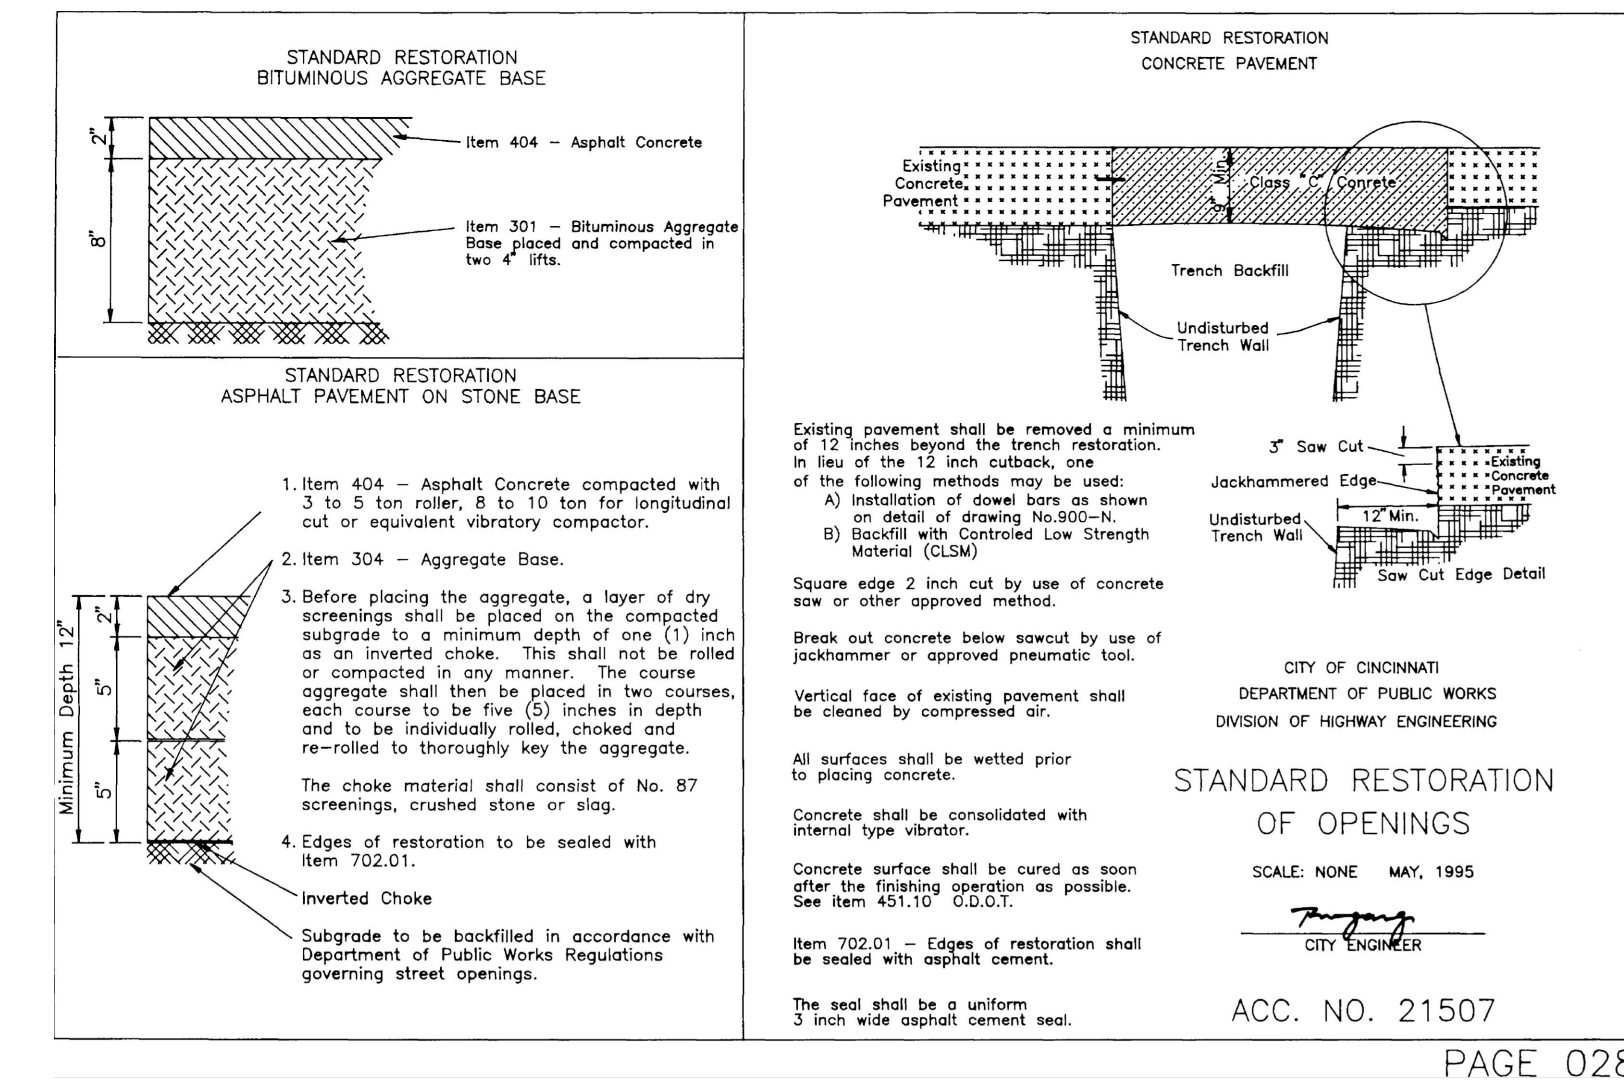 STANDARD RESTORATION
BITUMINOUS AGGREGATE BASE
2"
Item 404 – Asphalt Concrete
8"
Item 301 – Bituminous Aggregate
Base placed and compacted in
two 4" lifts.
STANDARD RESTORATION
ASPHALT PAVEMENT ON STONE BASE
1. Item 404 – Asphalt Concrete compacted with
3 to 5 ton roller, 8 to 10 ton for longitudinal
cut or equivalent vibratory compactor.
2. Item 304 – Aggregate Base.
3. Before placing the aggregate, a layer of dry
screenings shall be placed on the compacted
subgrade to a minimum depth of one (1) inch
as an inverted choke. This shall not be rolled
or compacted in any manner. The course
aggregate shall then be placed in two courses,
each course to be five (5) inches in depth
and to be individually rolled, choked and
re-rolled to thoroughly key the aggregate.
The choke material shall consist of No. 87
screenings, crushed stone or slag.
4. Edges of restoration to be sealed with
Item 702.01.
Inverted Choke
Subgrade to be backfilled in accordance with
Department of Public Works Regulations
governing street openings.
Minimum Depth 12"
2"
5"
5"
STANDARD RESTORATION
CONCRETE PAVEMENT
Existing
Concrete
Pavement
9" Min.
Class "C" Conrete
Trench Backfill
Undisturbed
Trench Wall
Existing pavement shall be removed a minimum
of 12 inches beyond the trench restoration.
In lieu of the 12 inch cutback, one
of the following methods may be used:
A) Installation of dowel bars as shown
on detail of drawing No.900-N.
B) Backfill with Controled Low Strength
Material (CLSM)
Square edge 2 inch cut by use of concrete
saw or other approved method.
Break out concrete below sawcut by use of
jackhammer or approved pneumatic tool.
Vertical face of existing pavement shall
be cleaned by compressed air.
All surfaces shall be wetted prior
to placing concrete.
Concrete shall be consolidated with
internal type vibrator.
Concrete surface shall be cured as soon
after the finishing operation as possible.
See item 451.10 O.D.O.T.
Item 702.01 – Edges of restoration shall
be sealed with asphalt cement.
The seal shall be a uniform
3 inch wide asphalt cement seal.
3" Saw Cut
Existing
Concrete
Pavement
Jackhammered Edge
12" Min.
Undisturbed
Trench Wall
Saw Cut Edge Detail
CITY OF CINCINNATI
DEPARTMENT OF PUBLIC WORKS
DIVISION OF HIGHWAY ENGINEERING
STANDARD RESTORATION
OF OPENINGS
SCALE: NONE MAY, 1995
CITY ENGINEER
ACC. NO. 21507
PAGE 028